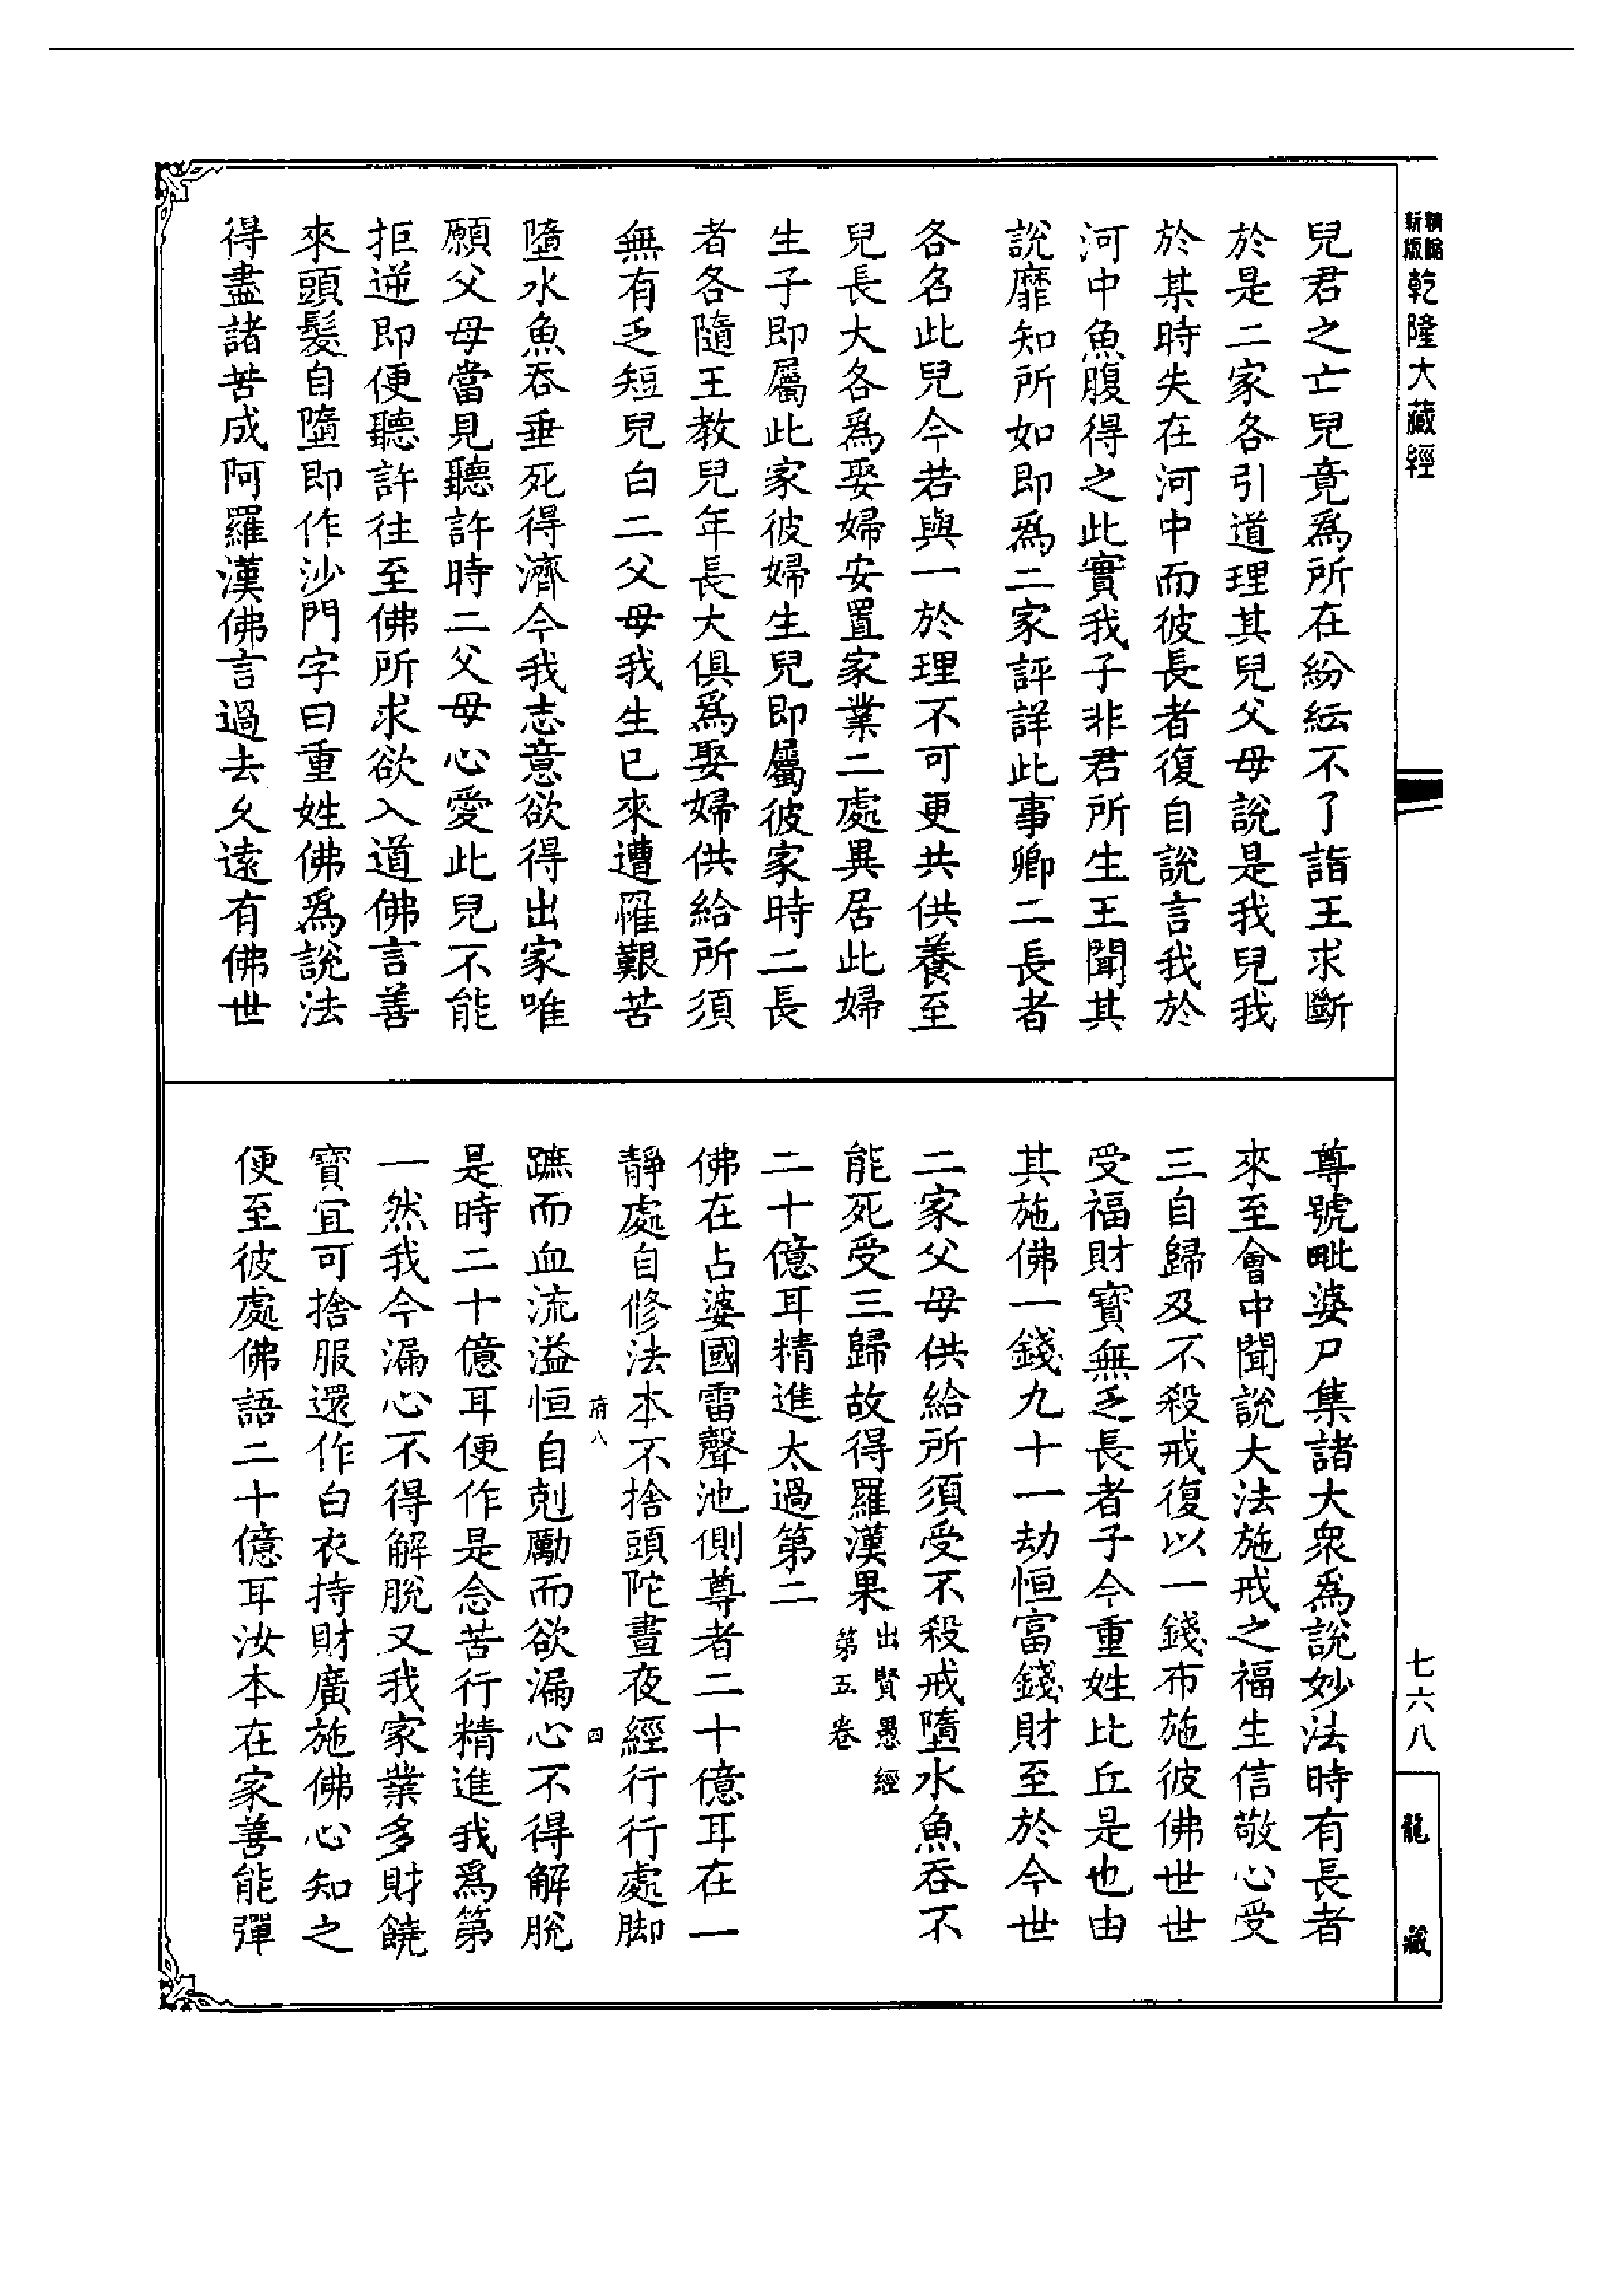 新版精縮乾隆大藏經
兒君之亡兒竟爲所在紛紜不了詣王求斷
於是二家各引道理其兒父母說是我兒我
於某時失在河中而彼長者復自說言我於
河中魚腹得之此實我子非君所生王聞其
說靡知所如即爲二家評詳此事卿二長者
各名此兒今若與一於理不可更共供養至
兒長大各爲娶婦安置家業二處異居此婦
生子即屬此家彼婦生兒即屬彼家時二長
者各隨王教兒年長大俱爲娶婦供給所須
無有乏短兒白二父母我生已來遭罹艱苦
墮水魚吞垂死得濟今我志意欲得出家唯
願父母當見聽許時二父母心愛此兒不能
拒逆即便聽許往至佛所求欲入道佛言善
來頭髮自墮即作沙門字曰重姓佛爲說法
得盡諸苦成阿羅漢佛言過去久遠有佛世
尊號毗婆尸集諸大衆爲說妙法時有長者
來至會中聞說大法施戒之福生信敬心受
三自歸及不殺戒復以一錢布施彼佛世世
受福財寶無乏長者子今重姓比丘是也由
其施佛一錢九十一劫恒富錢財至於今世
二家父母供給所須受不殺戒墮水魚吞不
能死受三歸故得羅漢果出賢愚經第五卷
二十億耳精進太過第二
佛在占婆國雷聲池側尊者二十億耳在一
靜處自修法本不捨頭陀晝夜經行行處脚
府八 四
蹠而血流溢恒自剋勵而欲漏心不得解脫
是時二十億耳便作是念苦行精進我爲第
一然我今漏心不得解脫又我家業多財饒
寶宜可捨服還作白衣持財廣施佛心知之
便至彼處佛語二十億耳汝本在家善能彈
七六八
龍藏